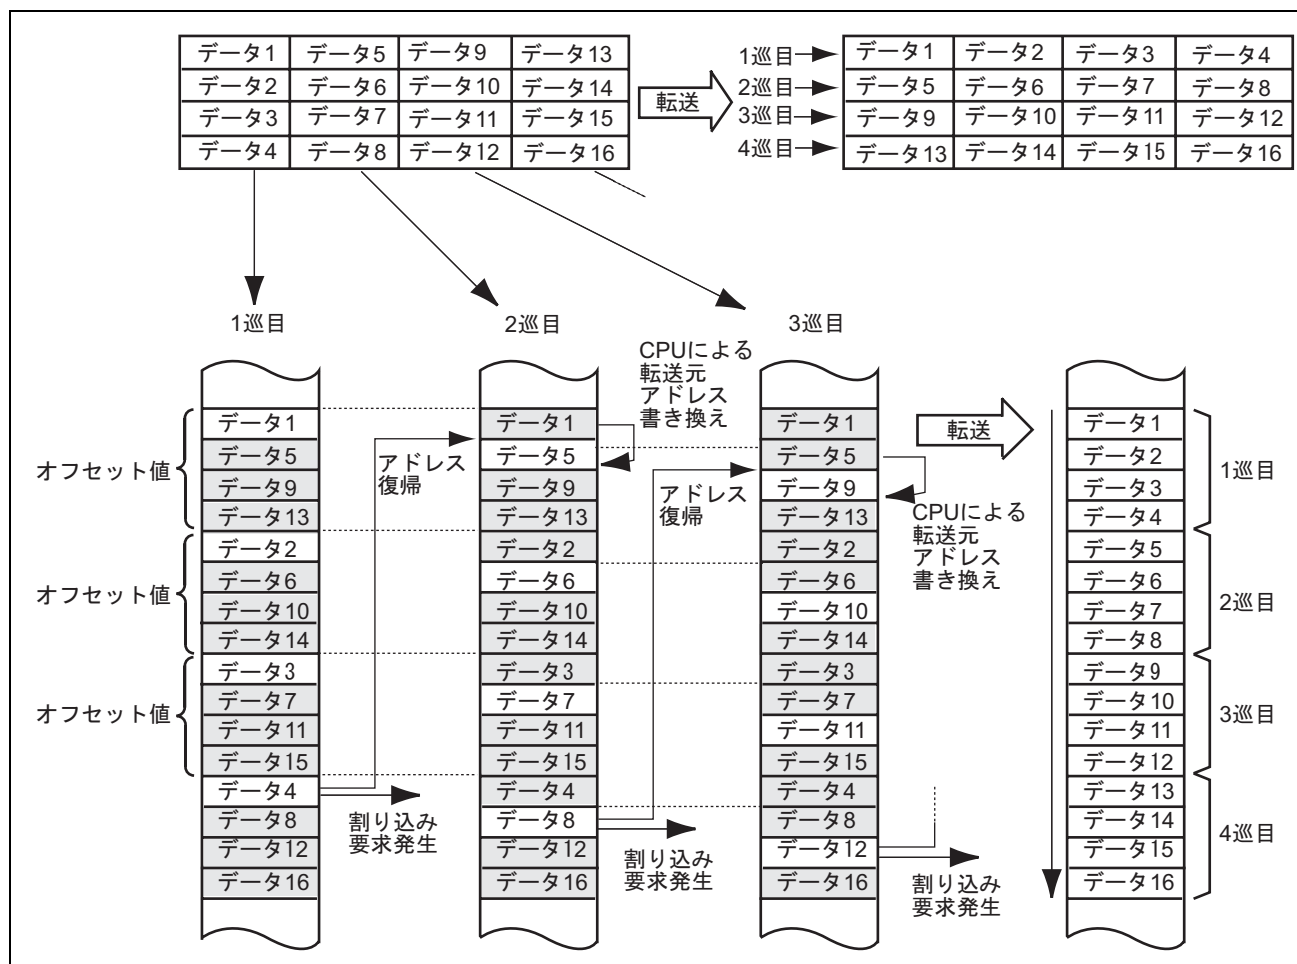 データ1 データ5 データ9 データ13
データ2 データ6 データ10 データ14
データ3 データ7 データ11 データ15
データ4 データ8 データ12 データ16
転送
1巡目 データ1 データ2 データ3 データ4
2巡目 データ5 データ6 データ7 データ8
3巡目 データ9 データ10 データ11 データ12
4巡目 データ13 データ14 データ15 データ16
1巡目
オフセット値
オフセット値
オフセット値
データ1
データ5
データ9
データ13
データ2
データ6
データ10
データ14
データ3
データ7
データ11
データ15
データ4
データ8
データ12
データ16
アドレス
復帰
割り込み
要求発生
2巡目
データ1
データ5
データ9
データ13
データ2
データ6
データ10
データ14
データ3
データ7
データ11
データ15
データ4
データ8
データ12
データ16
CPUによる
転送元
アドレス
書き換え
アドレス
復帰
割り込み
要求発生
3巡目
データ1
データ5
データ9
データ13
データ2
データ6
データ10
データ14
データ3
データ7
データ11
データ15
データ4
データ8
データ12
データ16
転送
CPUによる
転送元
アドレス
書き換え
割り込み
要求発生
データ1
データ2
データ3
データ4
データ5
データ6
データ7
データ8
データ9
データ10
データ11
データ12
データ13
データ14
データ15
データ16
1巡目
2巡目
3巡目
4巡目